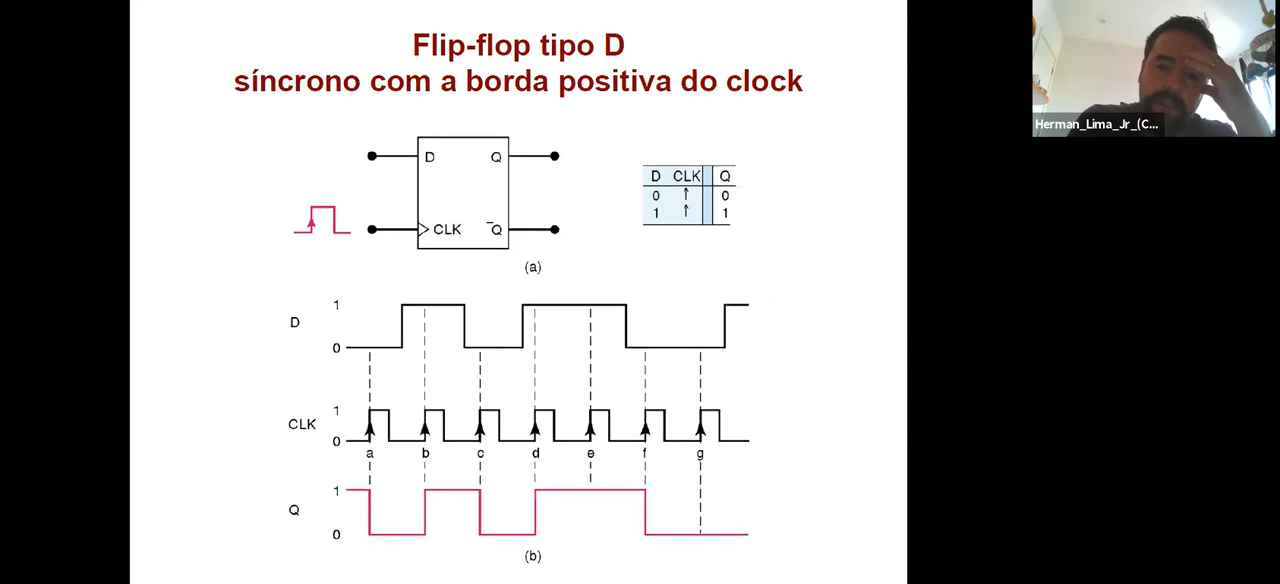 Flip-flop tipo D
síncrono com a borda positiva do clock
Herman_Lima_Jr_(C...
D Q
CLK Q̅
D CLK Q
0 ↑ 0
1 ↑ 1
(a)
1
D
0
1
CLK
0
a b c d e f g
1
Q
0
(b)